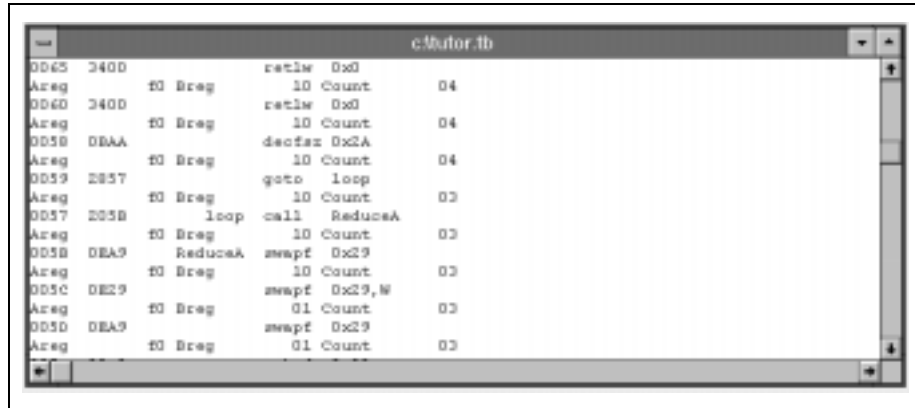 c:\tutor.tb
0065 3400 retlw 0x0
Areg f0 Breg 10 Count 04
0060 3400 retlw 0x0
Areg f0 Breg 10 Count 04
0058 0BAA decfsz 0x2A
Areg f0 Breg 10 Count 04
0059 2857 goto loop
Areg f0 Breg 10 Count 03
0057 205B loop call ReduceA
Areg f0 Breg 10 Count 03
005B 0EA9 ReduceA swapf 0x29
Areg f0 Breg 10 Count 03
005C 0E29 swapf 0x29,W
Areg f0 Breg 01 Count 03
005D 0EA9 swapf 0x29
Areg f0 Breg 01 Count 03